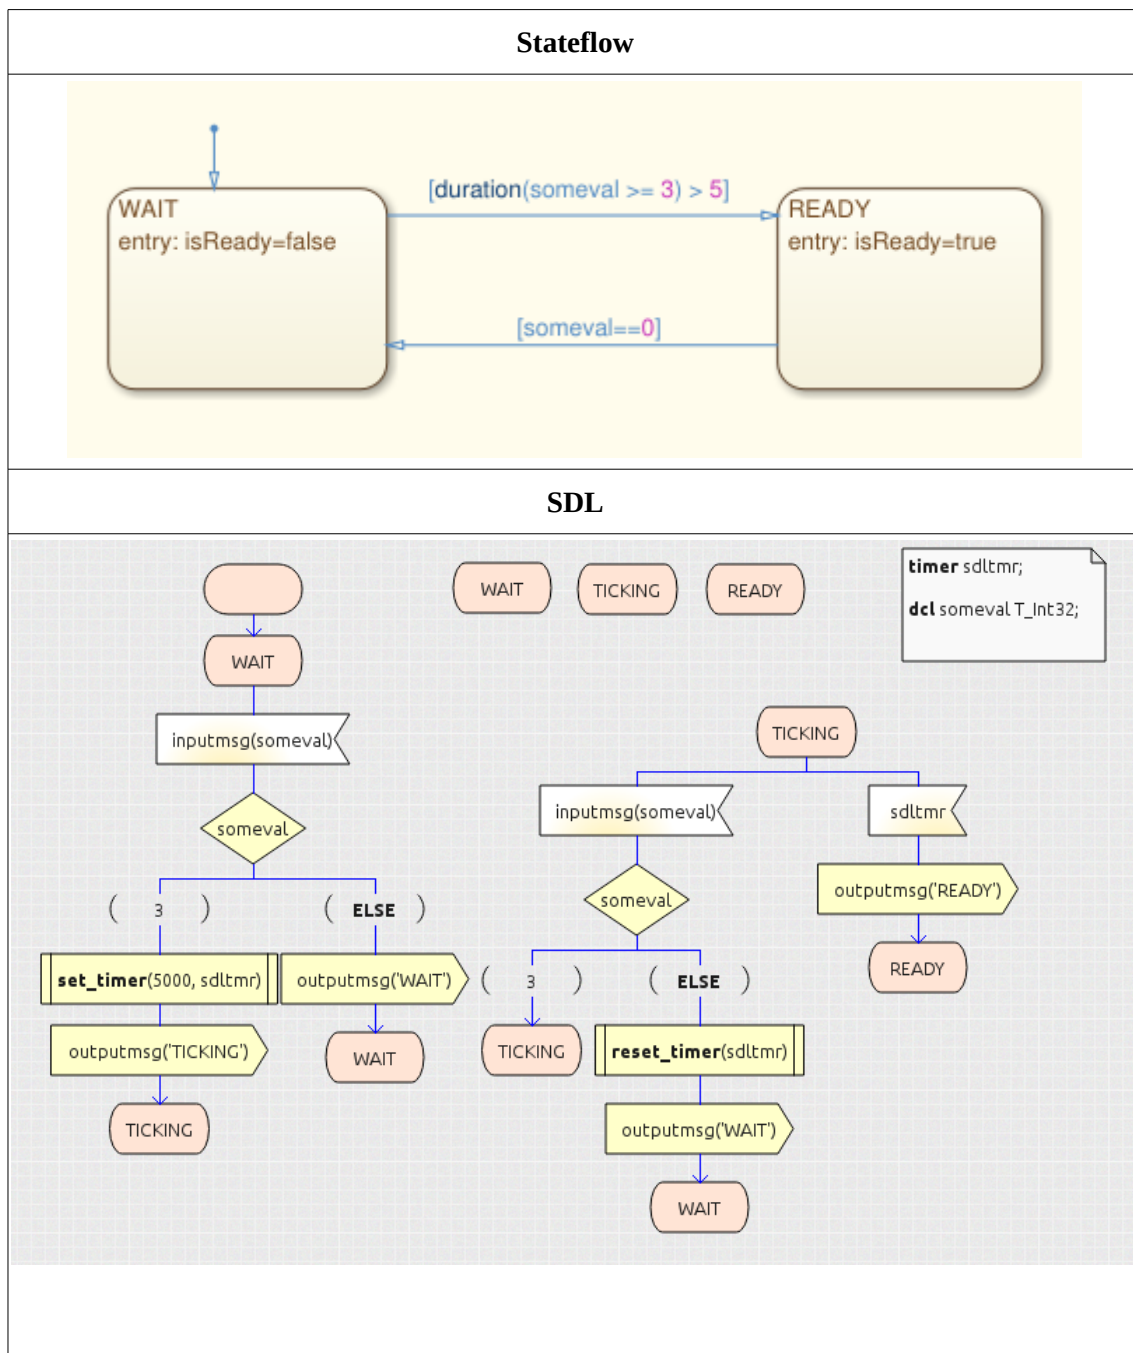 Stateflow
[duration(someval >= 3) > 5]
WAIT
entry: isReady=false
READY
entry: isReady=true
[someval==0]
SDL
WAIT
TICKING
READY
timer sdltmr;
dcl someval T_Int32;
WAIT
inputmsg(someval)
someval
( 3 )
( ELSE )
set_timer(5000, sdltmr)
outputmsg('WAIT')
outputmsg('TICKING')
WAIT
TICKING
TICKING
inputmsg(someval)
sdltmr
someval
outputmsg('READY')
READY
( 3 )
( ELSE )
TICKING
reset_timer(sdltmr)
outputmsg('WAIT')
WAIT